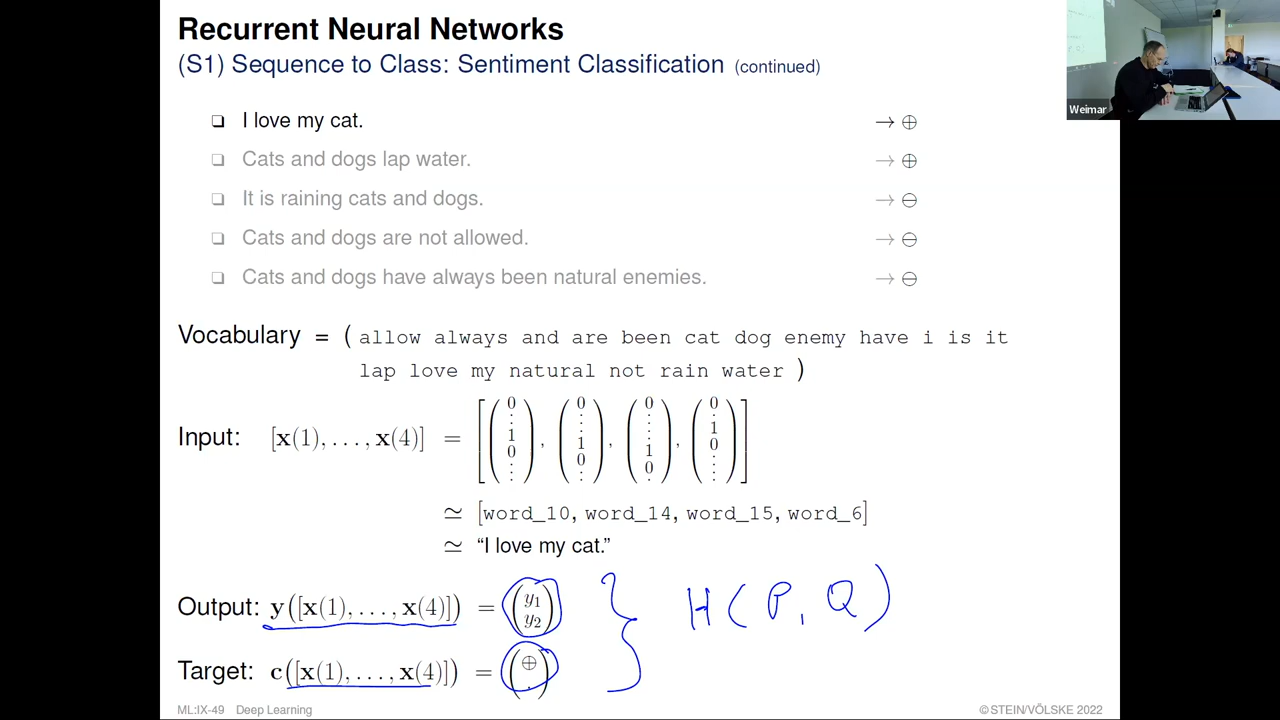 Recurrent Neural Networks
(S1) Sequence to Class: Sentiment Classification (continued)
❏ I love my cat. → ⊕
❏ Cats and dogs lap water. → ⊕
❏ It is raining cats and dogs. → ⊖
❏ Cats and dogs are not allowed. → ⊖
❏ Cats and dogs have always been natural enemies. → ⊖
Vocabulary = ( allow always and are been cat dog enemy have i is it
lap love my natural not rain water )
Input: [x(1), . . . , x(4)] = [(0 ⋮ 1 0 ⋮), (0 ⋮ 1 0 ⋮), (0 ⋮ 1 0 ⋮), (0 ⋮ 1 0 ⋮)]
≃ [word_10, word_14, word_15, word_6]
≃ “I love my cat.”
Output: y([x(1), . . . , x(4)]) = (y₁ y₂) } H(P, Q)
Target: c([x(1), . . . , x(4)]) = (⊕ .)
ML:IX-49 Deep Learning © STEIN/VÖLSKE 2022
Weimar